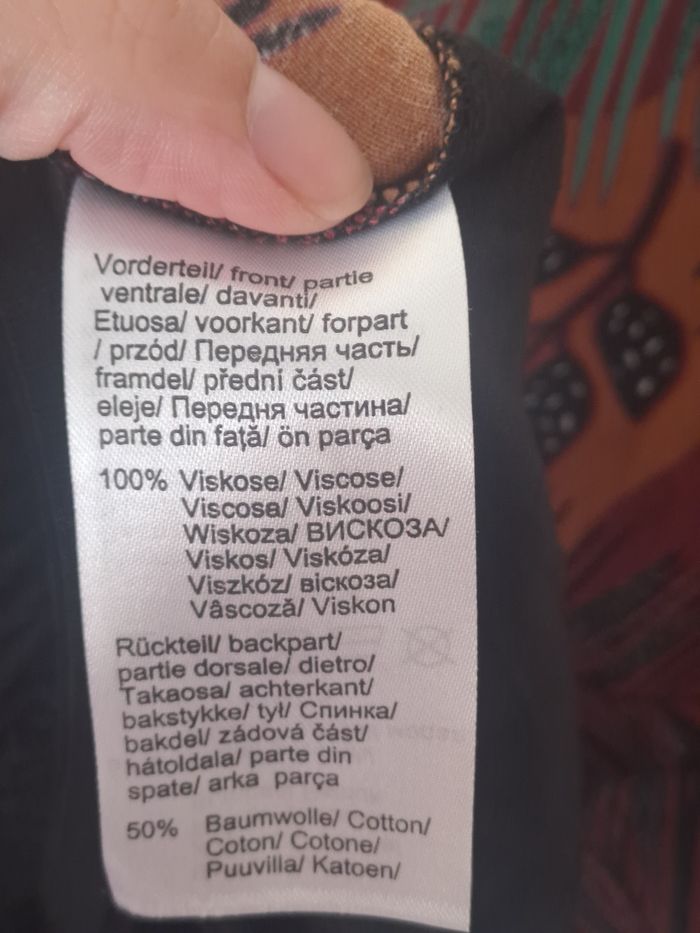 Vorderteil/ front/ partie
ventrale/ davanti/
Etuosa/ voorkant/ forpart
/ przód/ Передняя часть/
framdel/ přední část/
eleje/ Передня частина/
parte din faţă/ ön parça
100% Viskose/ Viscose/
Viscosa/ Viskoosi/
Wiskoza/ ВИСКОЗА/
Viskos/ Viskóza/
Viszkóz/ віскоза/
Vâscoză/ Viskon
Rückteil/ backpart/
partie dorsale/ dietro/
Takaosa/ achterkant/
bakstykke/ tył/ Спинка/
bakdel/ zádová část/
hátoldala/ parte din
spate/ arka parça
50% Baumwolle/ Cotton/
Coton/ Cotone/
Puuvilla/ Katoen/